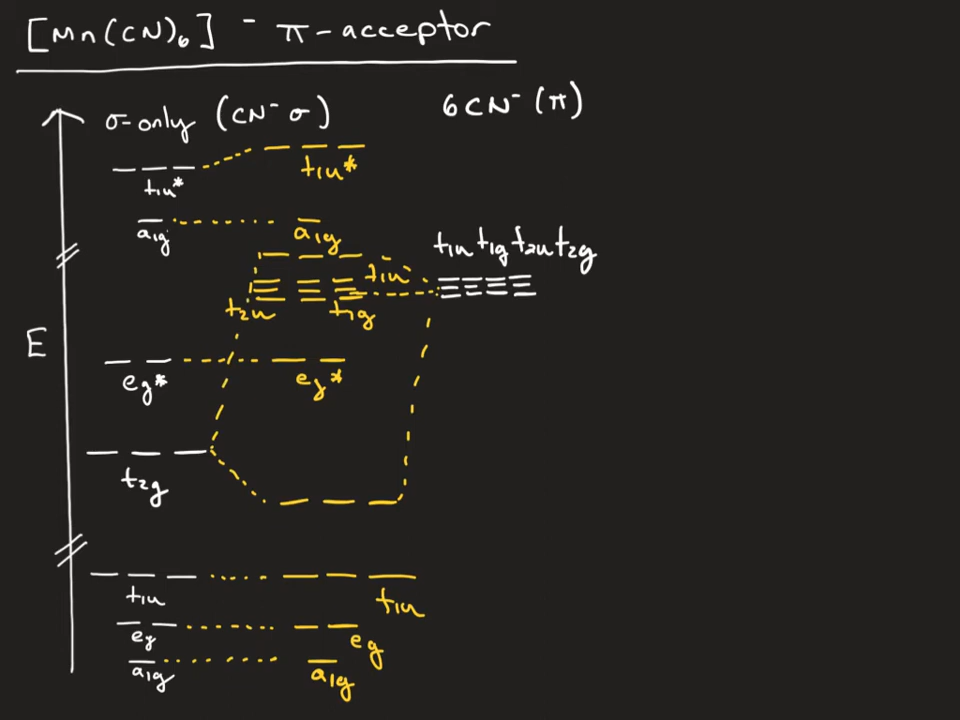 [Mn(CN)₆] - π-acceptor
σ-only (CN⁻ σ)
6CN⁻ (π)
t₁u*
t₁u*
a₁g
a₁g
t₁u t₁g t₂u t₂g
t₁u
t₂u
t₁g
E
eg*
eg*
t₂g
t₁u
t₁u
eg
eg
a₁g
a₁g